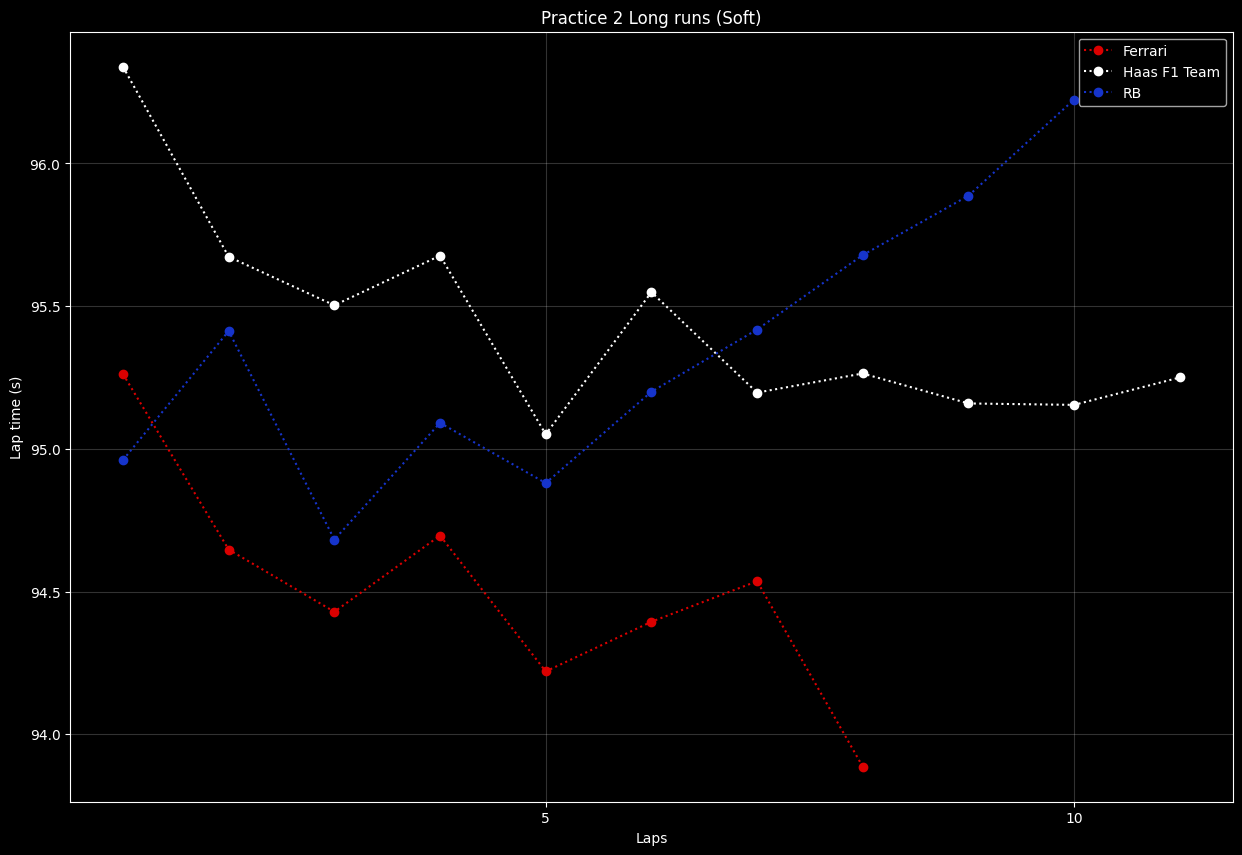 Practice 2 Long runs (Soft)
Ferrari
Haas F1 Team
RB
96.0
95.5
95.0
94.5
94.0
Lap time (s)
5
10
Laps